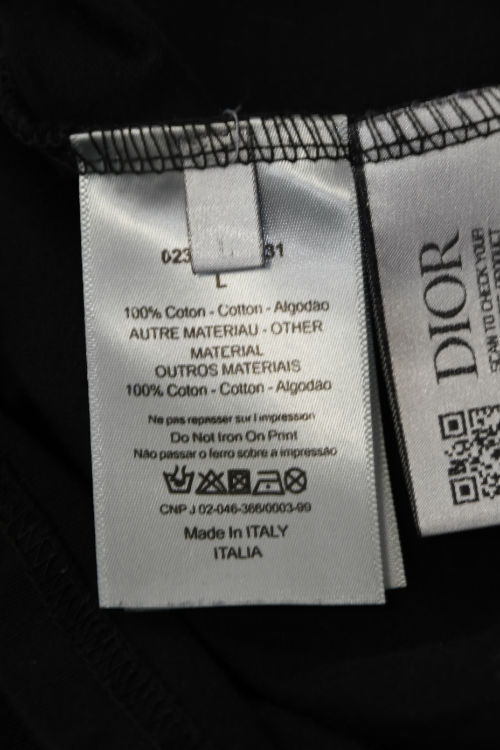 023 31
L
100% Coton - Cotton - Algodão
AUTRE MATERIAU - OTHER
MATERIAL
OUTROS MATERIAIS
100% Coton - Cotton - Algodão
Ne pas repasser sur l'impression
Do Not Iron On Print
Não passar o ferro sobre a impressão
CNP J 02-046-366/0003-99
Made In ITALY
ITALIA
DIOR
SCAN TO CHECK YOUR
PRODUCT